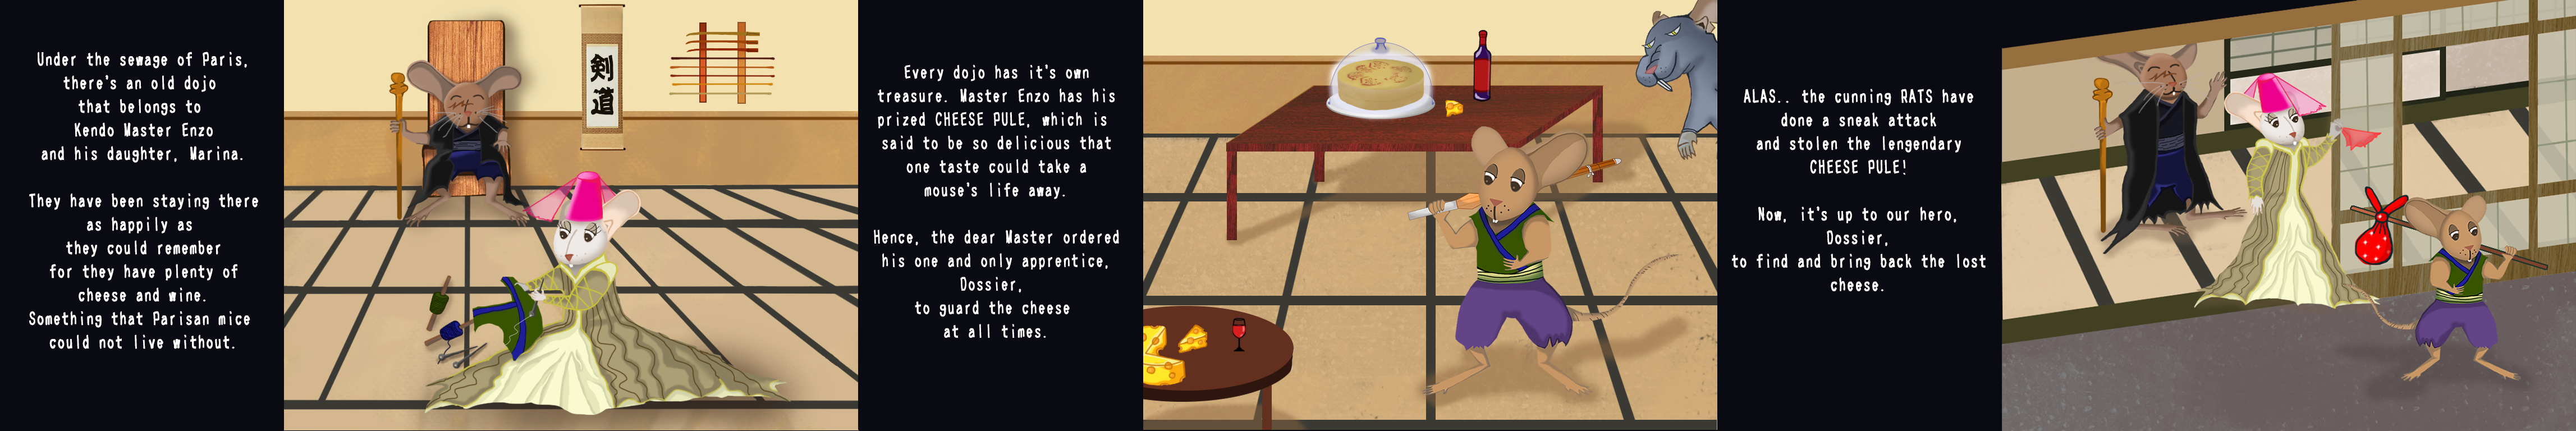 Under the sewage of Paris,
there's an old dojo
that belongs to
Kendo Master Enzo
and his daughter, Marina.
They have been staying there
as happily as
they could remember
for they have plenty of
cheese and wine.
Something that Parisan mice
could not live without.
剣道
Every dojo has it's own
treasure. Master Enzo has his
prized CHEESE PULE, which is
said to be so delicious that
one taste could take a
mouse's life away.
Hence, the dear Master ordered
his one and only apprentice,
Dossier,
to guard the cheese
at all times.
ALAS.. the cunning RATS have
done a sneak attack
and stolen the lengendary
CHEESE PULE!
Now, it's up to our hero,
Dossier,
to find and bring back the lost
cheese.